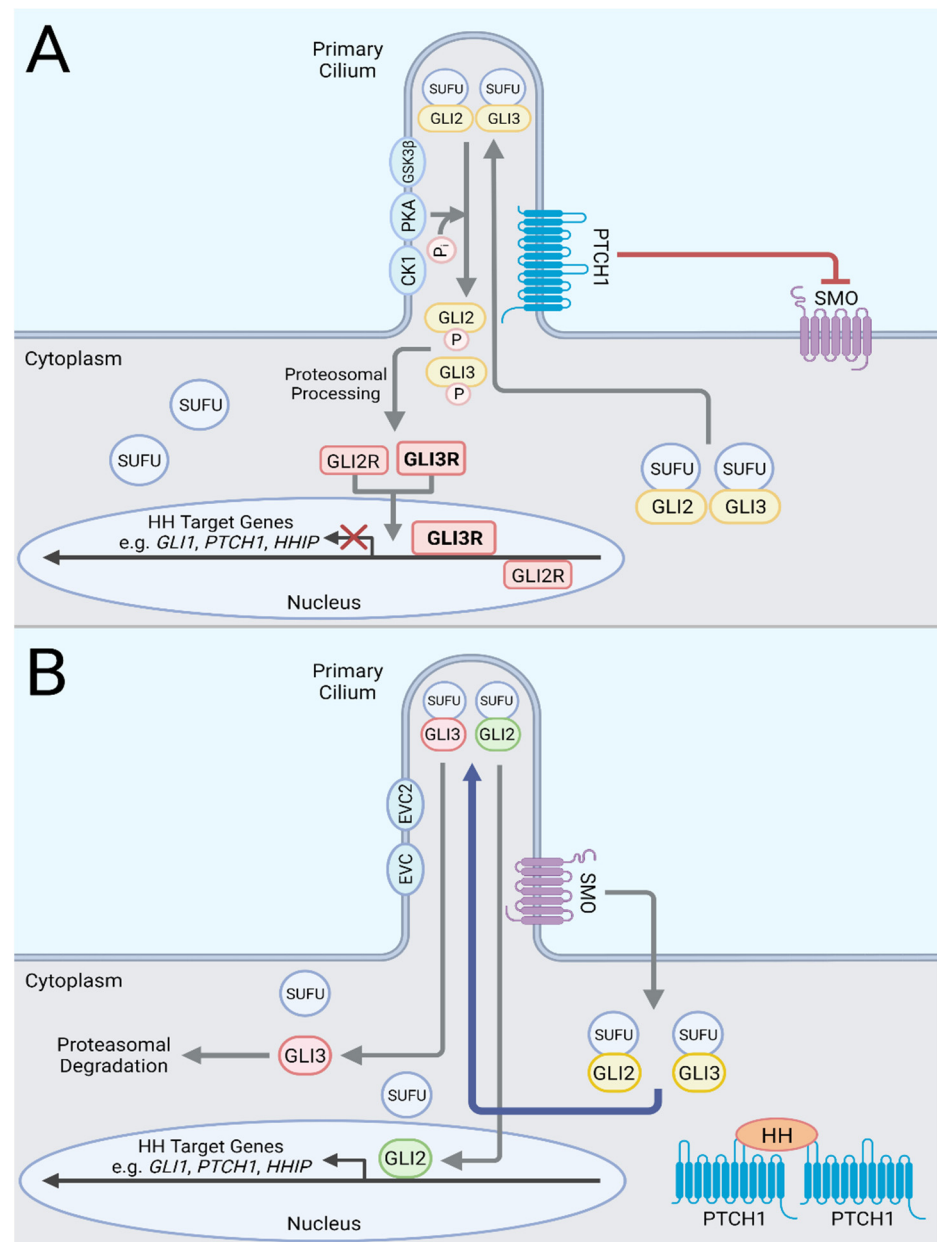 A
Primary
Cilium
SUFU
SUFU
GLI2
GLI3
GSK3β
PKA
Pi
CK1
PTCH1
SMO
GLI2
P
GLI3
P
Cytoplasm
Proteosomal
Processing
SUFU
SUFU
GLI2R
GLI3R
SUFU
SUFU
GLI2
GLI3
HH Target Genes
e.g. GLI1, PTCH1, HHIP
GLI3R
GLI2R
Nucleus
B
Primary
Cilium
SUFU
SUFU
GLI3
GLI2
EVC2
EVC
SMO
Cytoplasm
SUFU
Proteasomal
Degradation
GLI3
SUFU
SUFU
GLI2
GLI3
SUFU
HH Target Genes
e.g. GLI1, PTCH1, HHIP
GLI2
Nucleus
HH
PTCH1
PTCH1